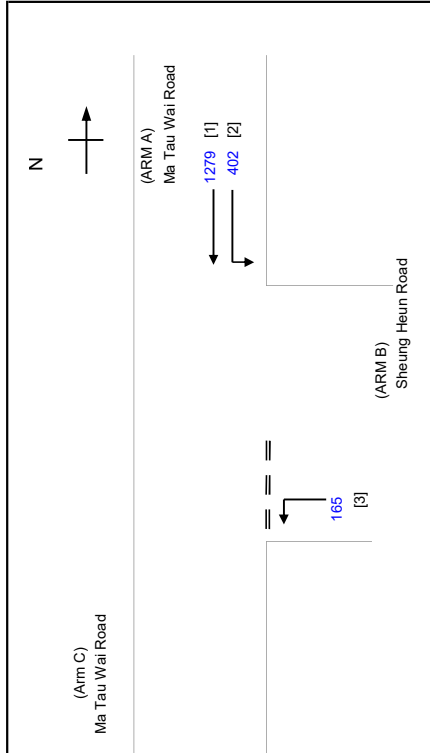 N
(ARM A)
Ma Tau Wai Road
1279 [1]
402 [2]
(ARM B)
Sheung Heun Road
165
[3]
(Arm C)
Ma Tau Wai Road